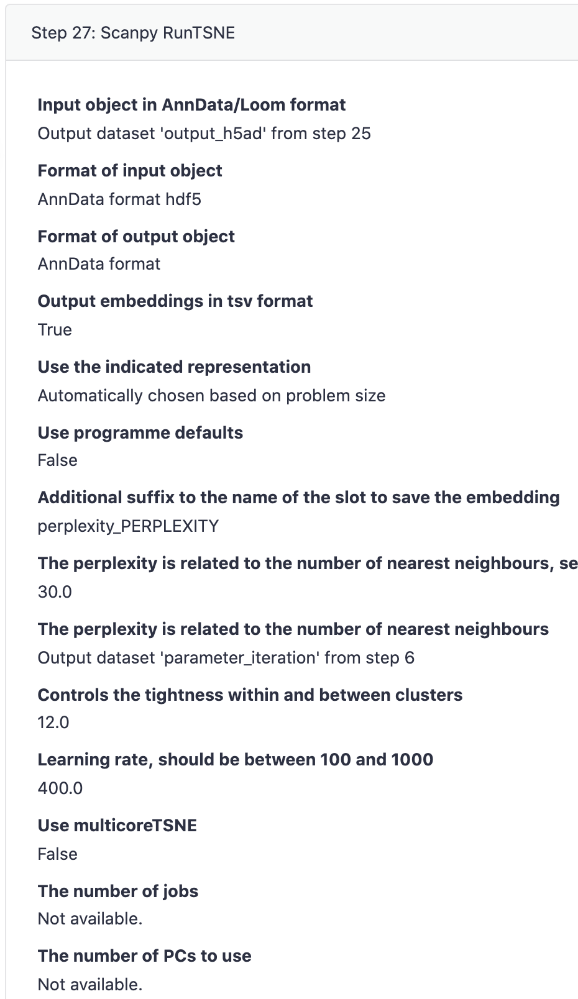 Step 27: Scanpy RunTSNE
Input object in AnnData/Loom format
Output dataset 'output_h5ad' from step 25
Format of input object
AnnData format hdf5
Format of output object
AnnData format
Output embeddings in tsv format
True
Use the indicated representation
Automatically chosen based on problem size
Use programme defaults
False
Additional suffix to the name of the slot to save the embedding
perplexity_PERPLEXITY
The perplexity is related to the number of nearest neighbours, se
30.0
The perplexity is related to the number of nearest neighbours
Output dataset 'parameter_iteration' from step 6
Controls the tightness within and between clusters
12.0
Learning rate, should be between 100 and 1000
400.0
Use multicoreTSNE
False
The number of jobs
Not available.
The number of PCs to use
Not available.